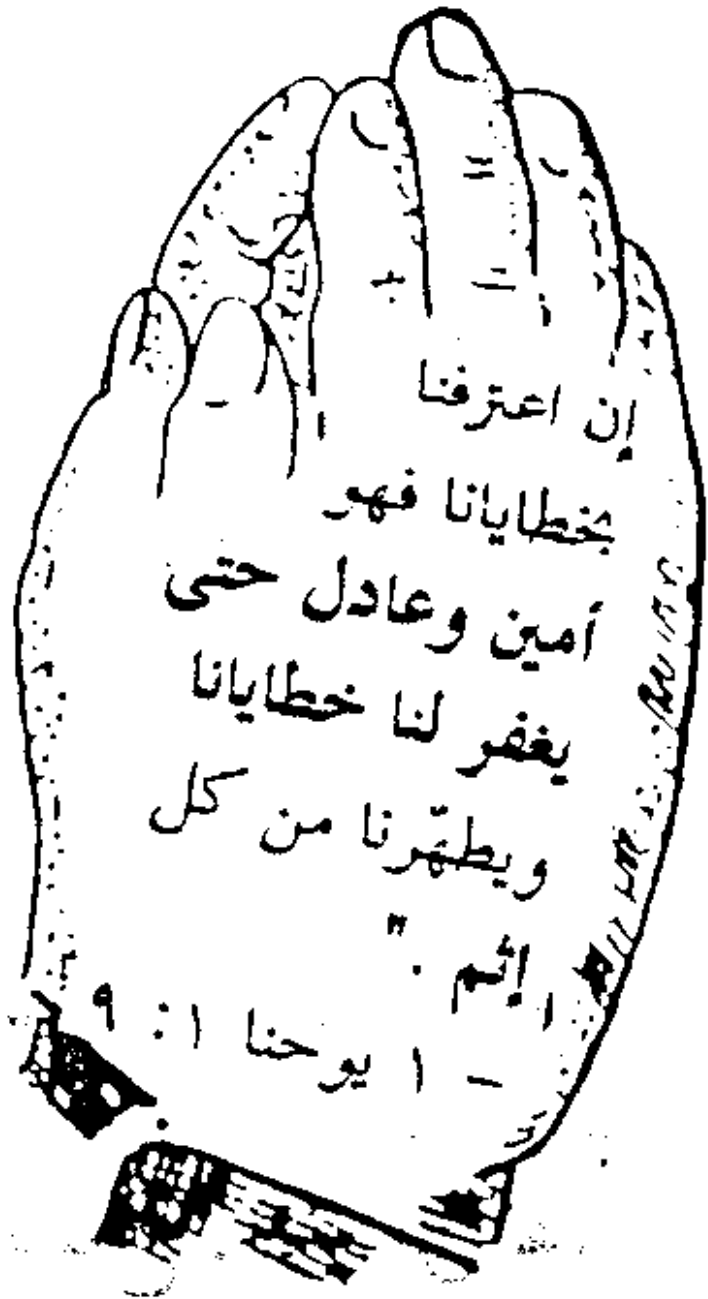 إن اعترفنا
بخطايانا فهو
أمين وعادل حتى
يغفر لنا خطايانا
ويطهّرنا من كل
إثم . "
– ١ يوحنا ١ : ٩